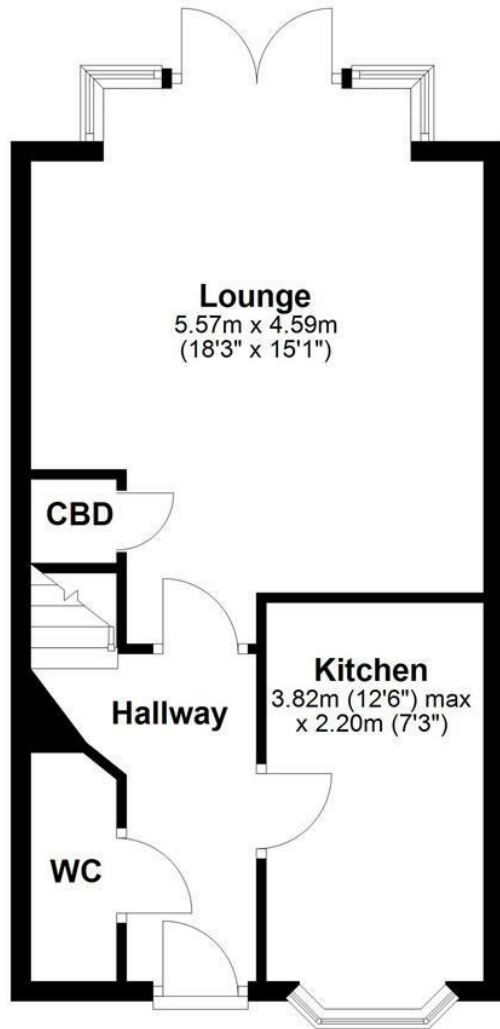 Lounge
5.57m x 4.59m
(18'3" x 15'1")
CBD
Kitchen
3.82m (12'6") max
x 2.20m (7'3")
Hallway
WC